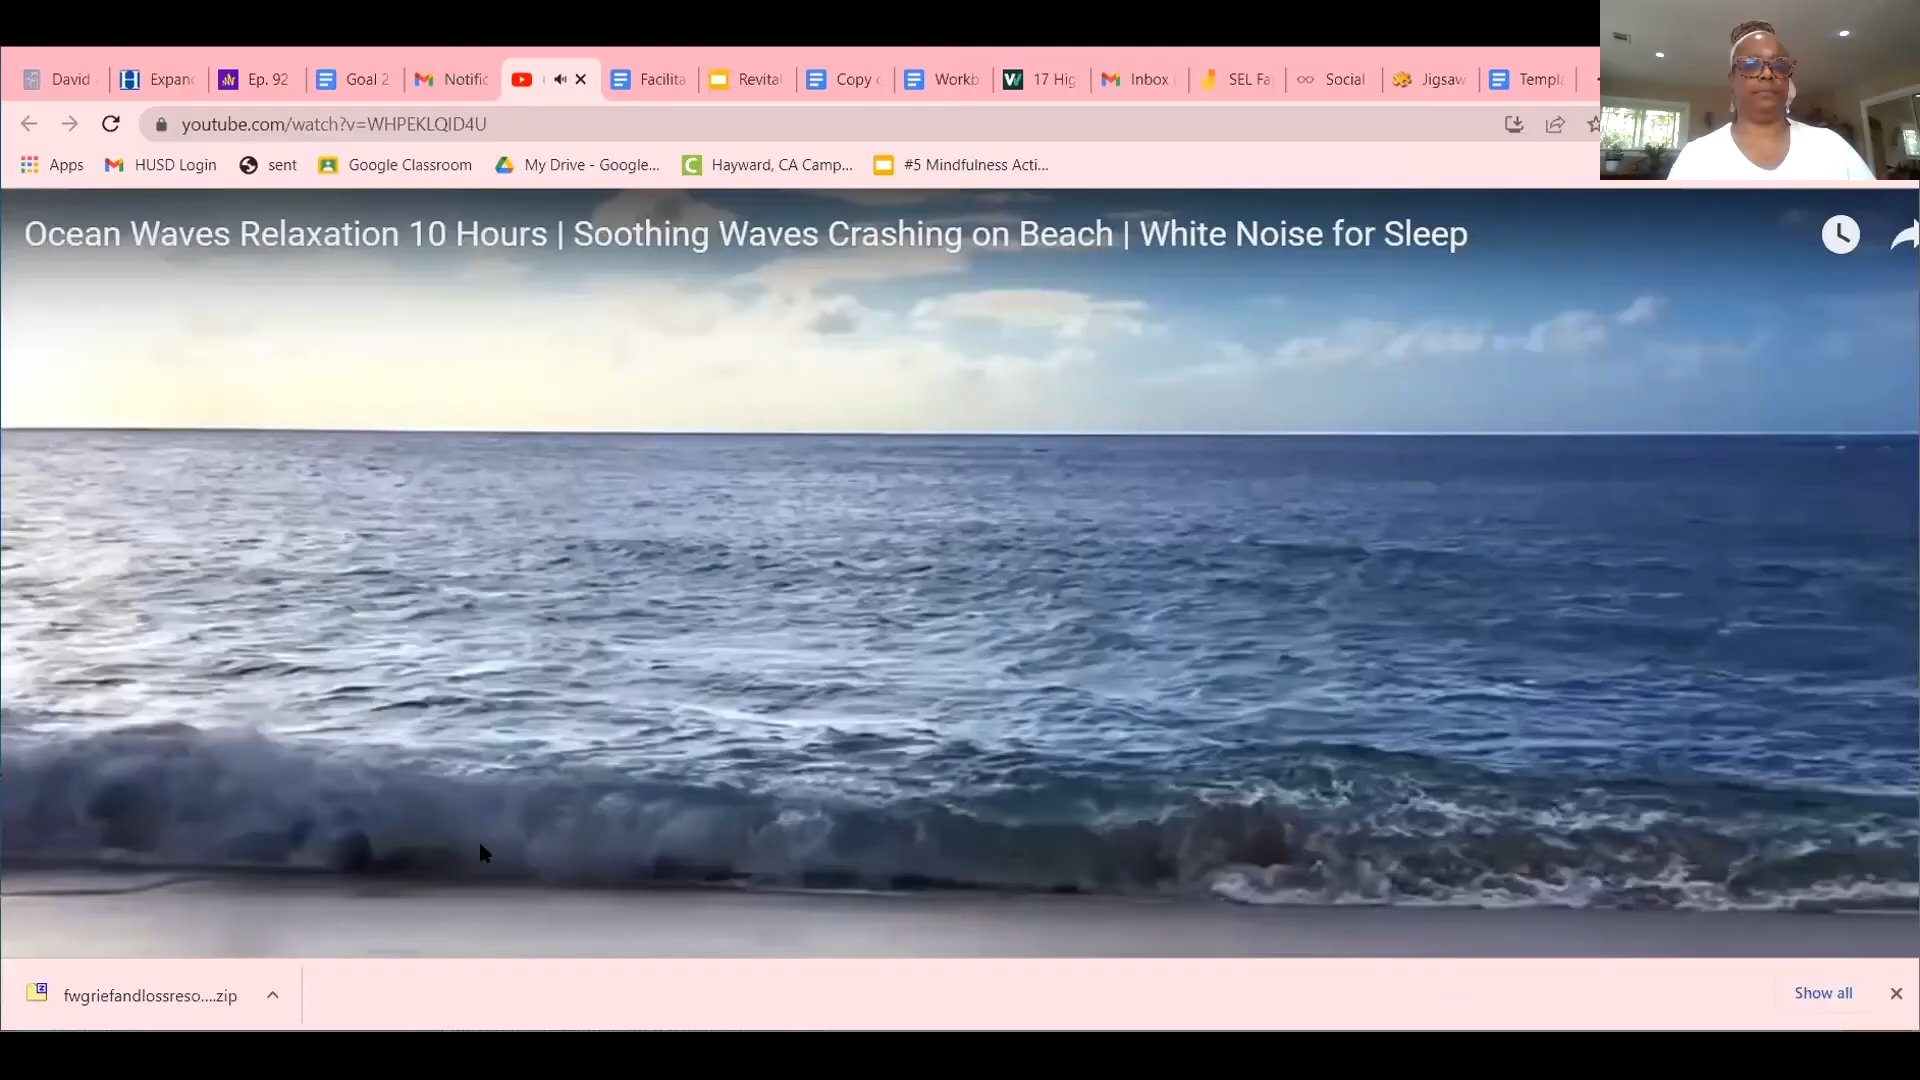 David Expand Ep. 92 Goal 2 Notific Facilita Revital Copy Workb 17 Hig Inbox SEL Fa Social Jigsaw Templa
youtube.com/watch?v=WHPEKLQID4U
Apps HUSD Login sent Google Classroom My Drive - Google... Hayward, CA Camp... #5 Mindfulness Acti...
Ocean Waves Relaxation 10 Hours | Soothing Waves Crashing on Beach | White Noise for Sleep
fwgriefandlossreso....zip Show all